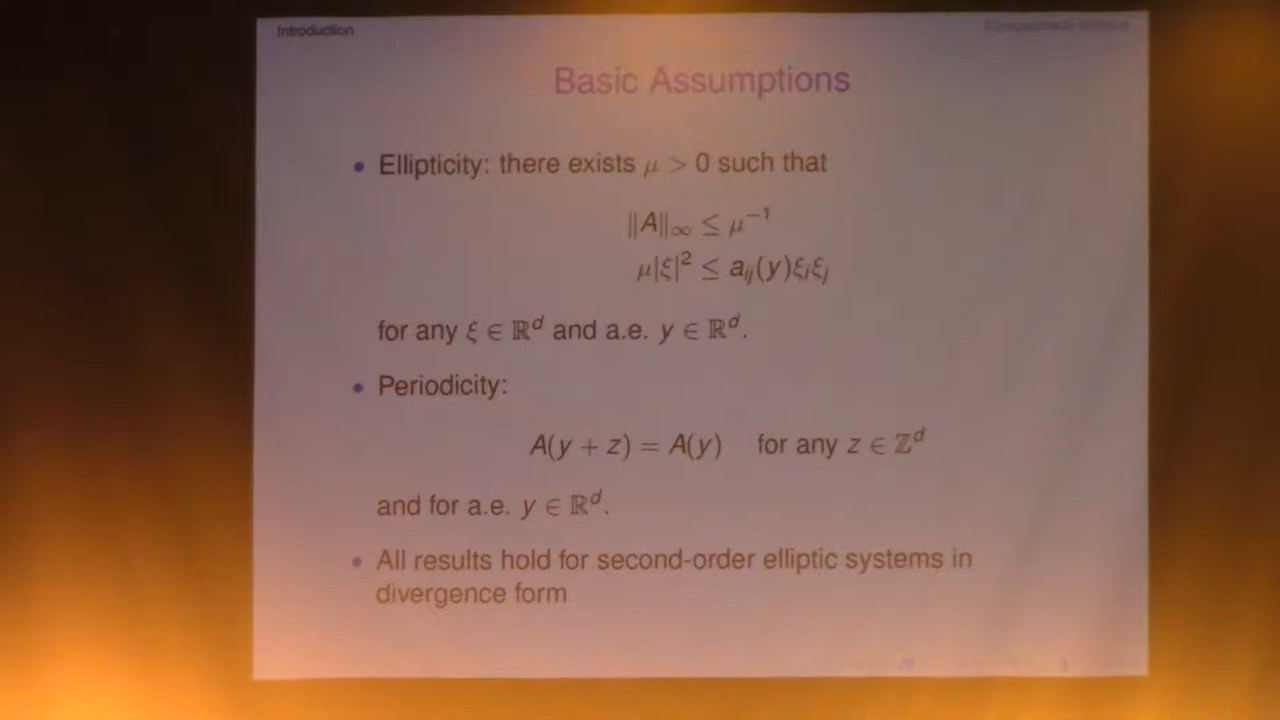 Introduction
Basic Assumptions
• Ellipticity: there exists μ > 0 such that
‖A‖∞ ≤ μ⁻¹
μ|ξ|² ≤ aᵢⱼ(y)ξᵢξⱼ
for any ξ ∈ ℝᵈ and a.e. y ∈ ℝᵈ.
• Periodicity:
A(y + z) = A(y) for any z ∈ ℤᵈ
and for a.e. y ∈ ℝᵈ.
• All results hold for second-order elliptic systems in
divergence form